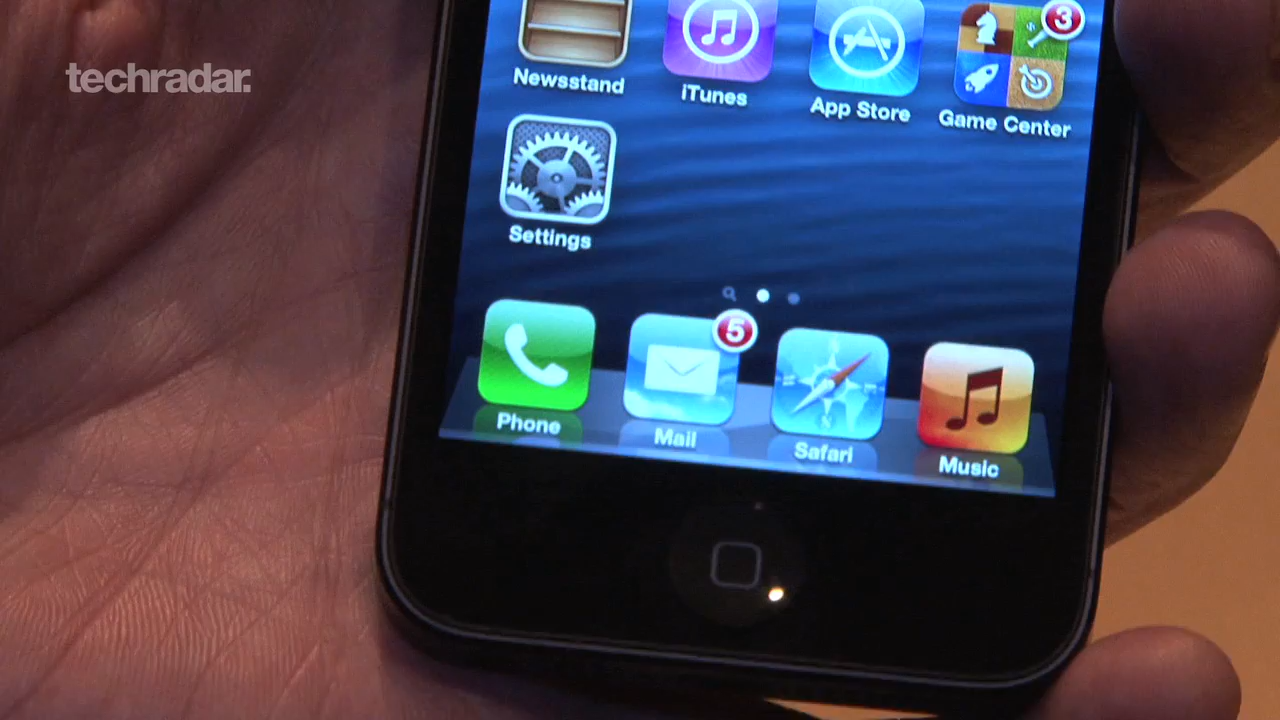 techradar.
3
Newsstand
iTunes
App Store
Game Center
Settings
5
Phone
Mail
Safari
Music